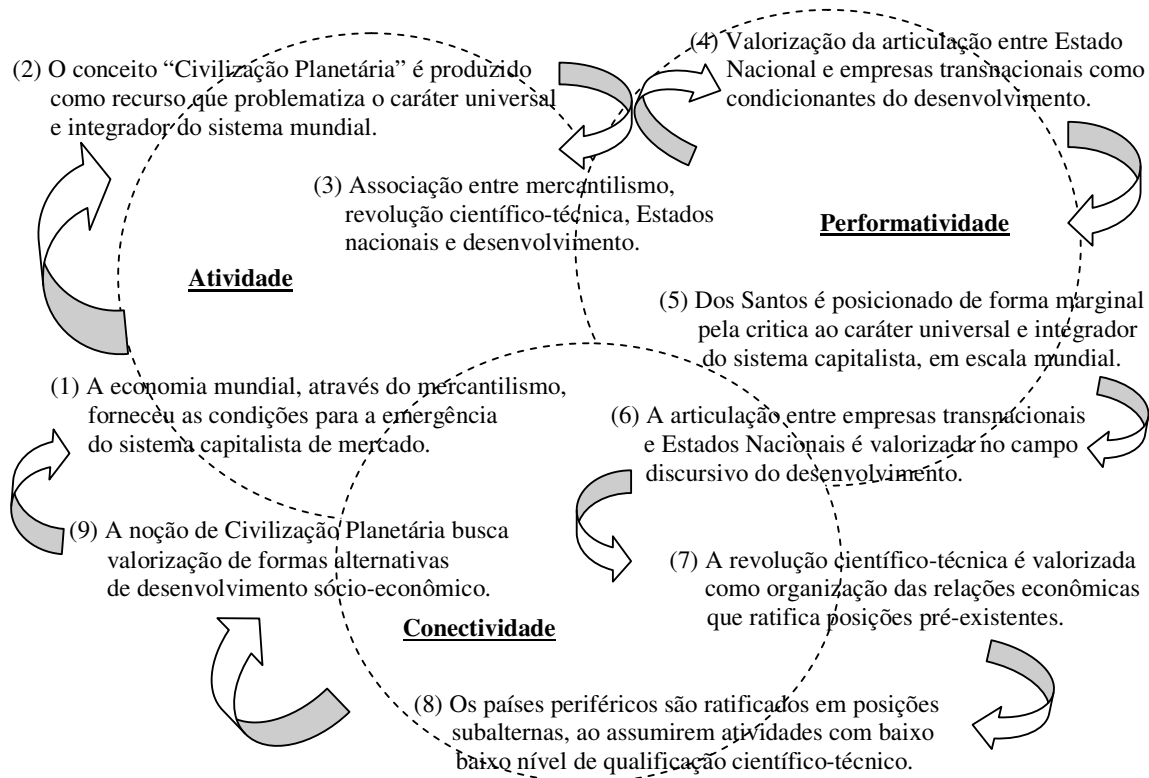 (4) Valorização da articulação entre Estado
Nacional e empresas transnacionais como
condicionantes do desenvolvimento.
(2) O conceito “Civilização Planetária” é produzido
como recurso que problematiza o caráter universal
e integrador do sistema mundial.
(3) Associação entre mercantilismo,
revolução científico-técnica, Estados
nacionais e desenvolvimento.
Performatividade
Atividade
(5) Dos Santos é posicionado de forma marginal
pela critica ao caráter universal e integrador
do sistema capitalista, em escala mundial.
(1) A economia mundial, através do mercantilismo,
forneceu as condições para a emergência
do sistema capitalista de mercado.
(6) A articulação entre empresas transnacionais
e Estados Nacionais é valorizada no campo
discursivo do desenvolvimento.
(9) A noção de Civilização Planetária busca
valorização de formas alternativas
de desenvolvimento sócio-econômico.
(7) A revolução científico-técnica é valorizada
como organização das relações econômicas
que ratifica posições pré-existentes.
Conectividade
(8) Os países periféricos são ratificados em posições
subalternas, ao assumirem atividades com baixo
baixo nível de qualificação científico-técnico.